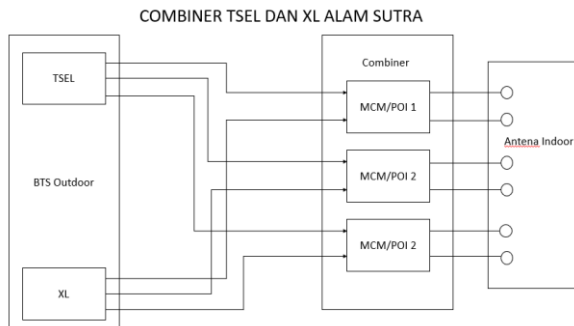 COMBINER TSEL DAN XL ALAM SUTRA
TSEL
BTS Outdoor
XL
Combiner
MCM/POI 1
MCM/POI 2
MCM/POI 2
Antena Indoor